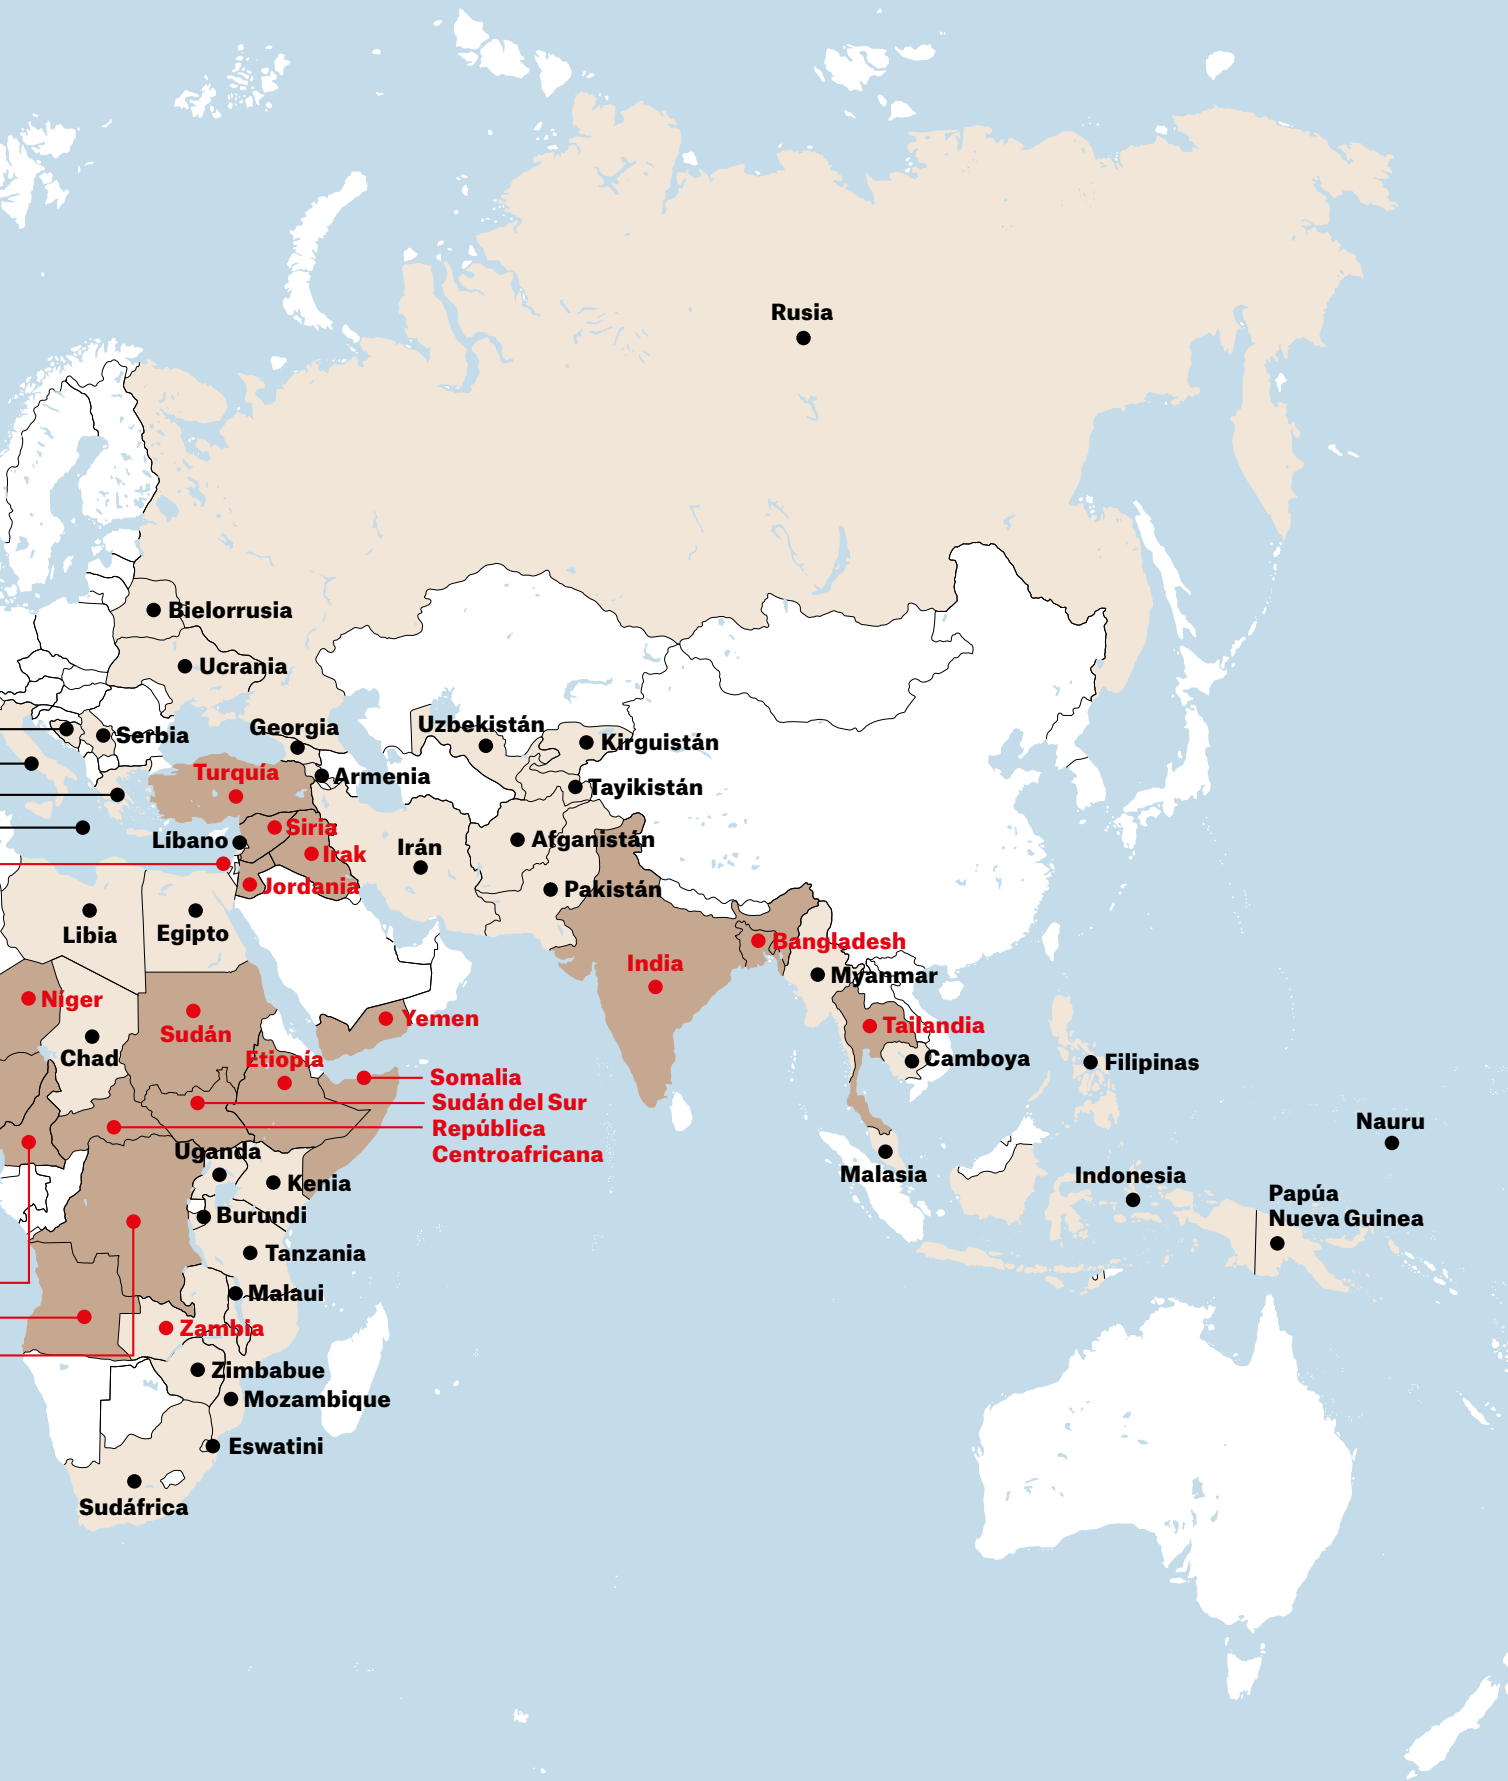 Rusia
Bielorrusia
Ucrania
Georgia
Uzbekistán
Serbia
Kirguistán
Turquía
Armenia
Tayikistán
Siria
Líbano
Irán
Afganistán
Irak
Jordania
Pakistán
Libia
Egipto
Bangladesh
India
Myanmar
Níger
Yemen
Sudán
Tailandia
Chad
Etiopía
Camboya
Filipinas
Somalia
Sudán del Sur
República
Centroafricana
Nauru
Uganda
Malasia
Indonesia
Kenia
Papúa
Nueva Guinea
Burundi
Tanzania
Malaui
Zambia
Zimbabue
Mozambique
Eswatini
Sudáfrica